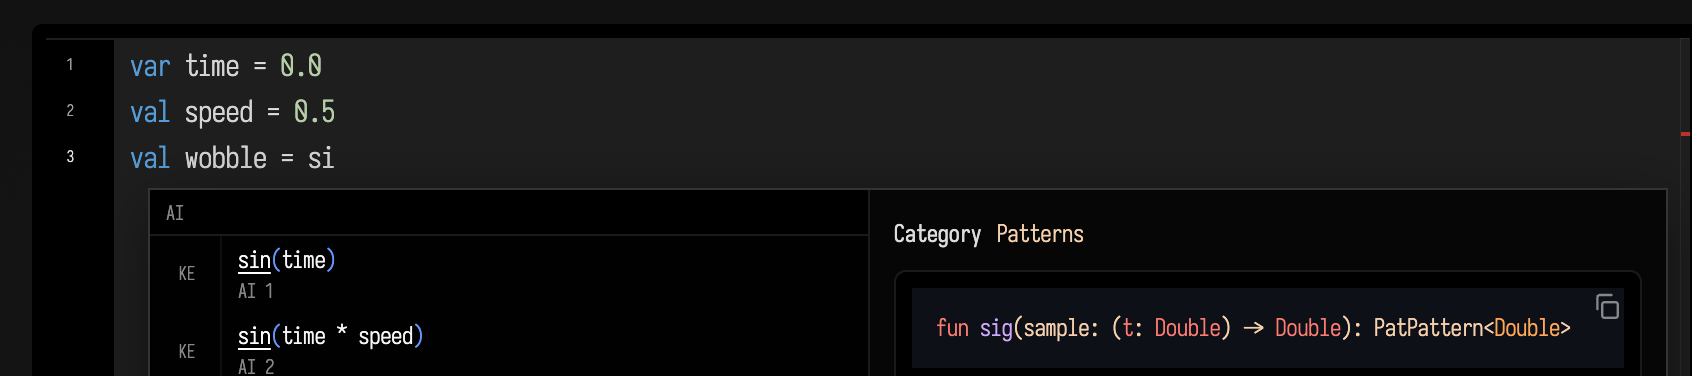 1 var time = 0.0
2 val speed = 0.5
3 val wobble = si
AI
KE sin(time)
AI 1
KE sin(time * speed)
AI 2
Category Patterns
fun sig(sample: (t: Double) -> Double): PatPattern<Double>